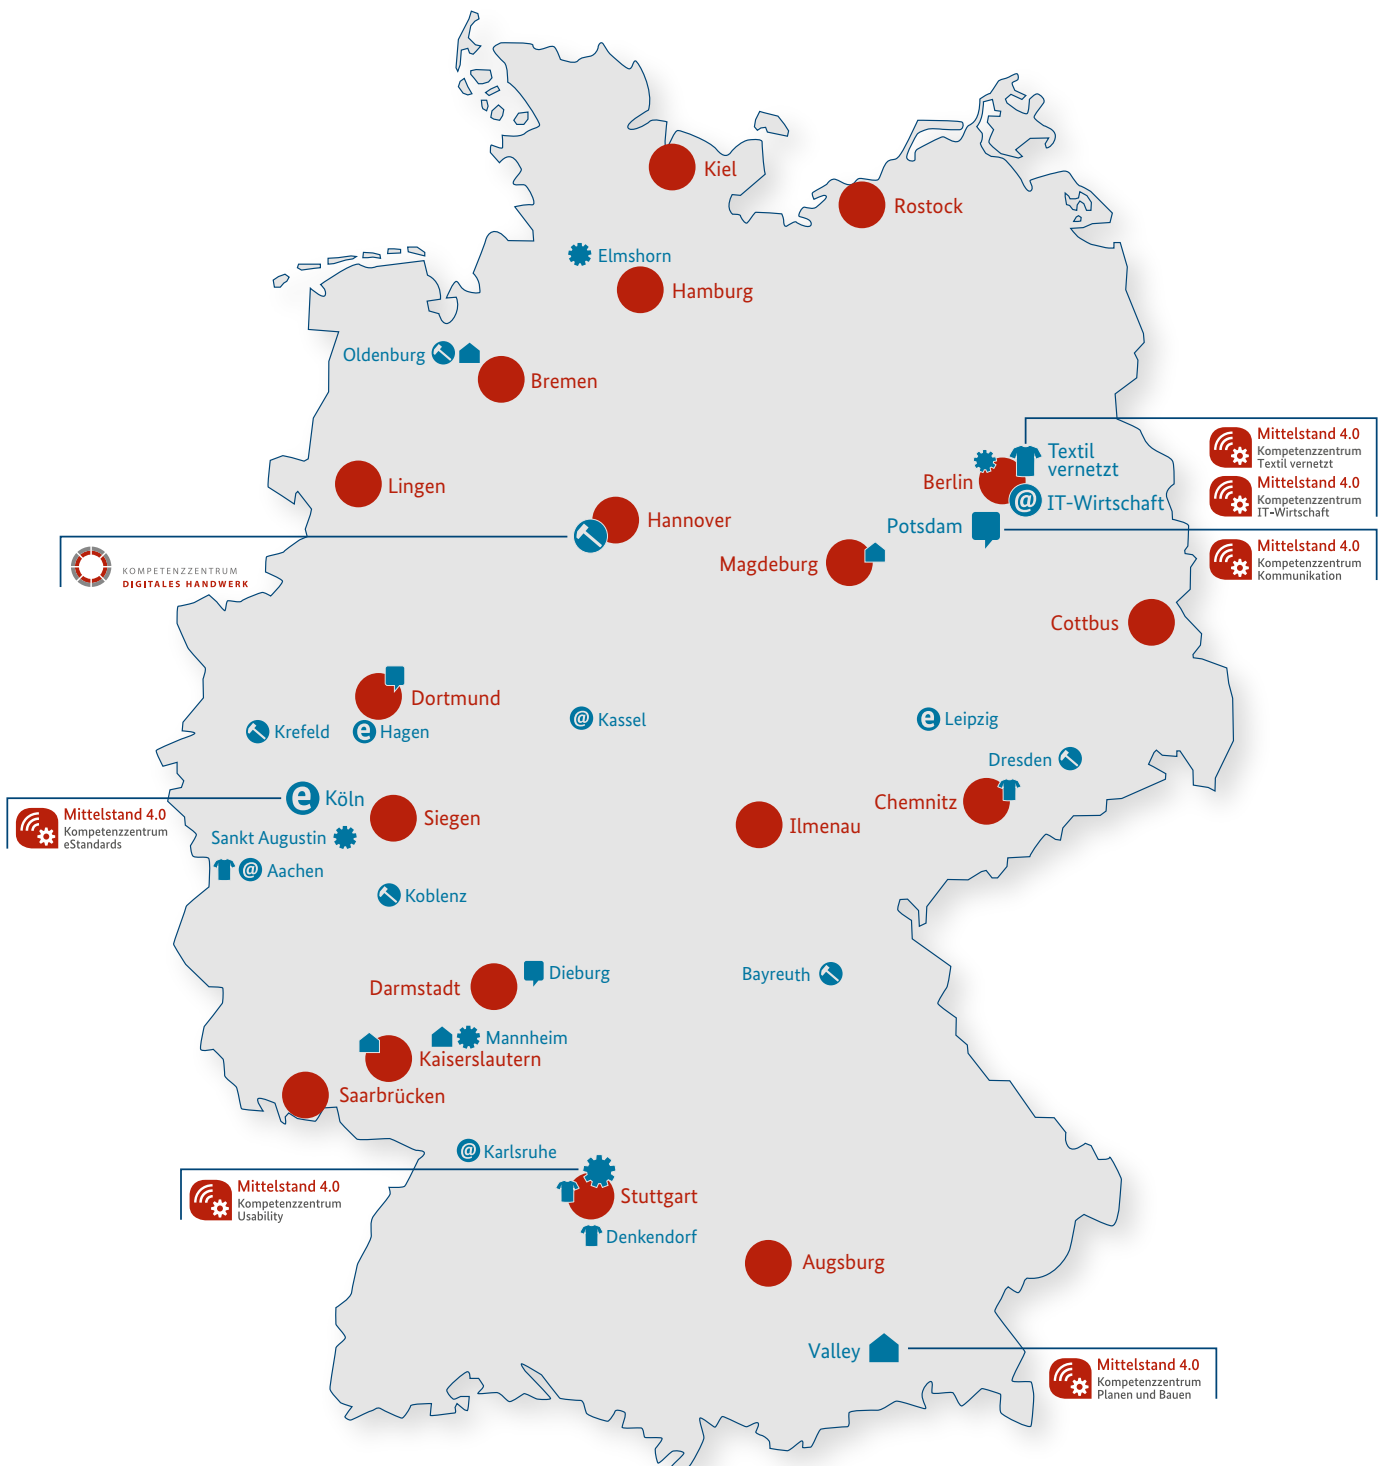 Kiel
Rostock
Elmshorn
Hamburg
Oldenburg
Bremen
Mittelstand 4.0
Kompetenzzentrum
Textil vernetzt
Textil
vernetzt
Lingen
Berlin
Mittelstand 4.0
Kompetenzzentrum
IT-Wirtschaft
@ IT-Wirtschaft
Hannover
Potsdam
Mittelstand 4.0
Kompetenzzentrum
Kommunikation
Magdeburg
KOMPETENZZENTRUM
DIGITALES HANDWERK
Cottbus
Dortmund
@ Kassel
e Leipzig
Krefeld
e Hagen
Dresden
e Köln
Chemnitz
Mittelstand 4.0
Kompetenzzentrum
eStandards
Siegen
Ilmenau
Sankt Augustin
@ Aachen
Koblenz
Dieburg
Bayreuth
Darmstadt
Mannheim
Kaiserslautern
Saarbrücken
@ Karlsruhe
Mittelstand 4.0
Kompetenzzentrum
Usability
Stuttgart
Denkendorf
Augsburg
Valley
Mittelstand 4.0
Kompetenzzentrum
Planen und Bauen